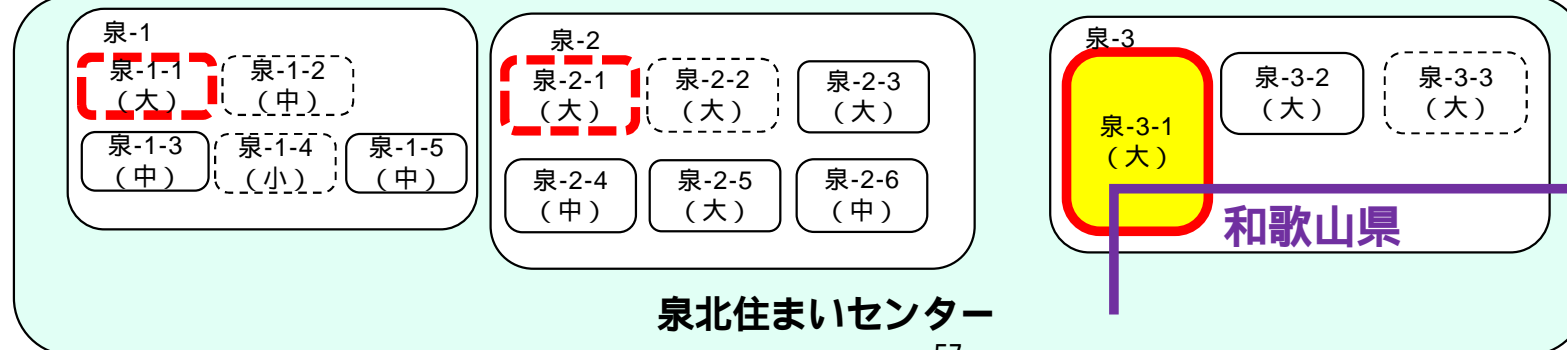 泉-1
泉-1-1
（大）
泉-1-2
（中）
泉-1-3
（中）
泉-1-4
（小）
泉-1-5
（中）
泉-2
泉-2-1
（大）
泉-2-2
（大）
泉-2-3
（大）
泉-2-4
（中）
泉-2-5
（大）
泉-2-6
（中）
泉-3
泉-3-1
（大）
泉-3-2
（大）
泉-3-3
（大）
和歌山県
泉北住まいセンター